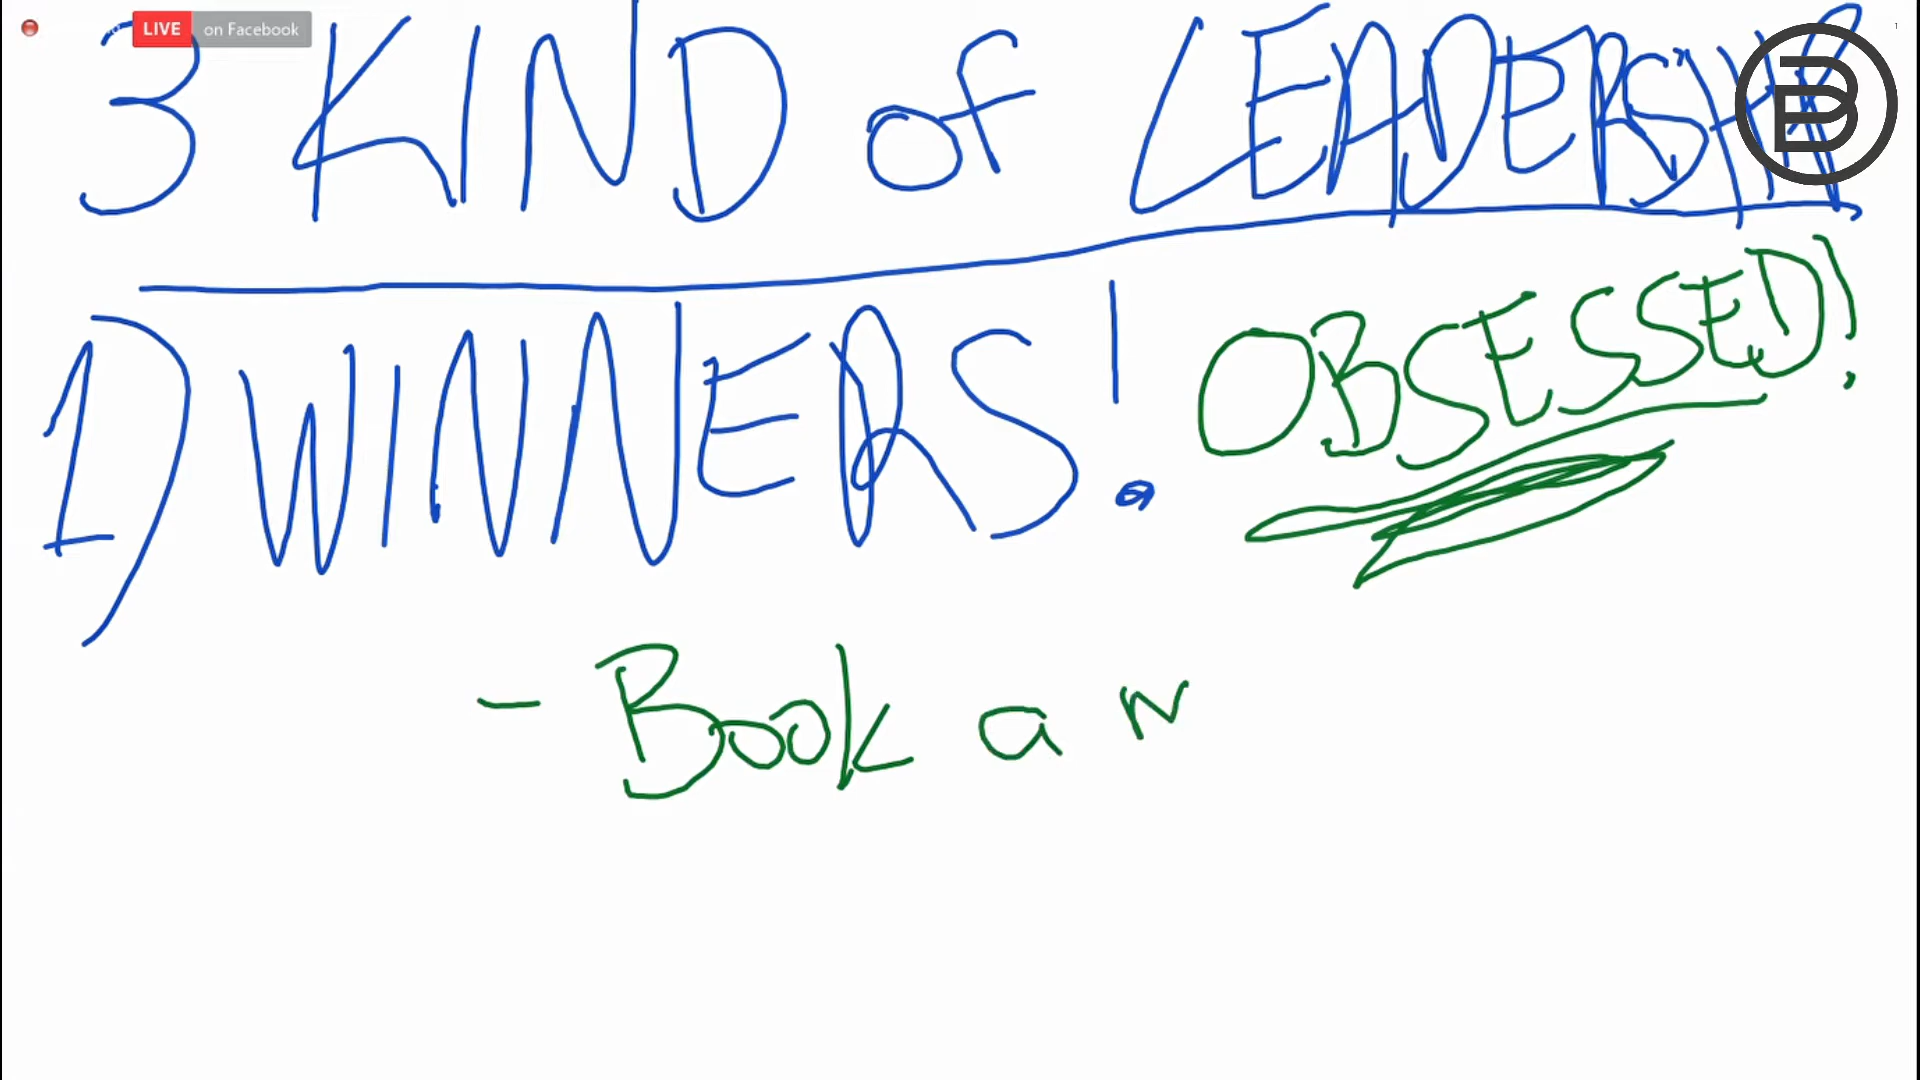 LIVE on Facebook
3 KIND of LEADERSHIP
1) WINNERS! OBSESSED!
- Book a